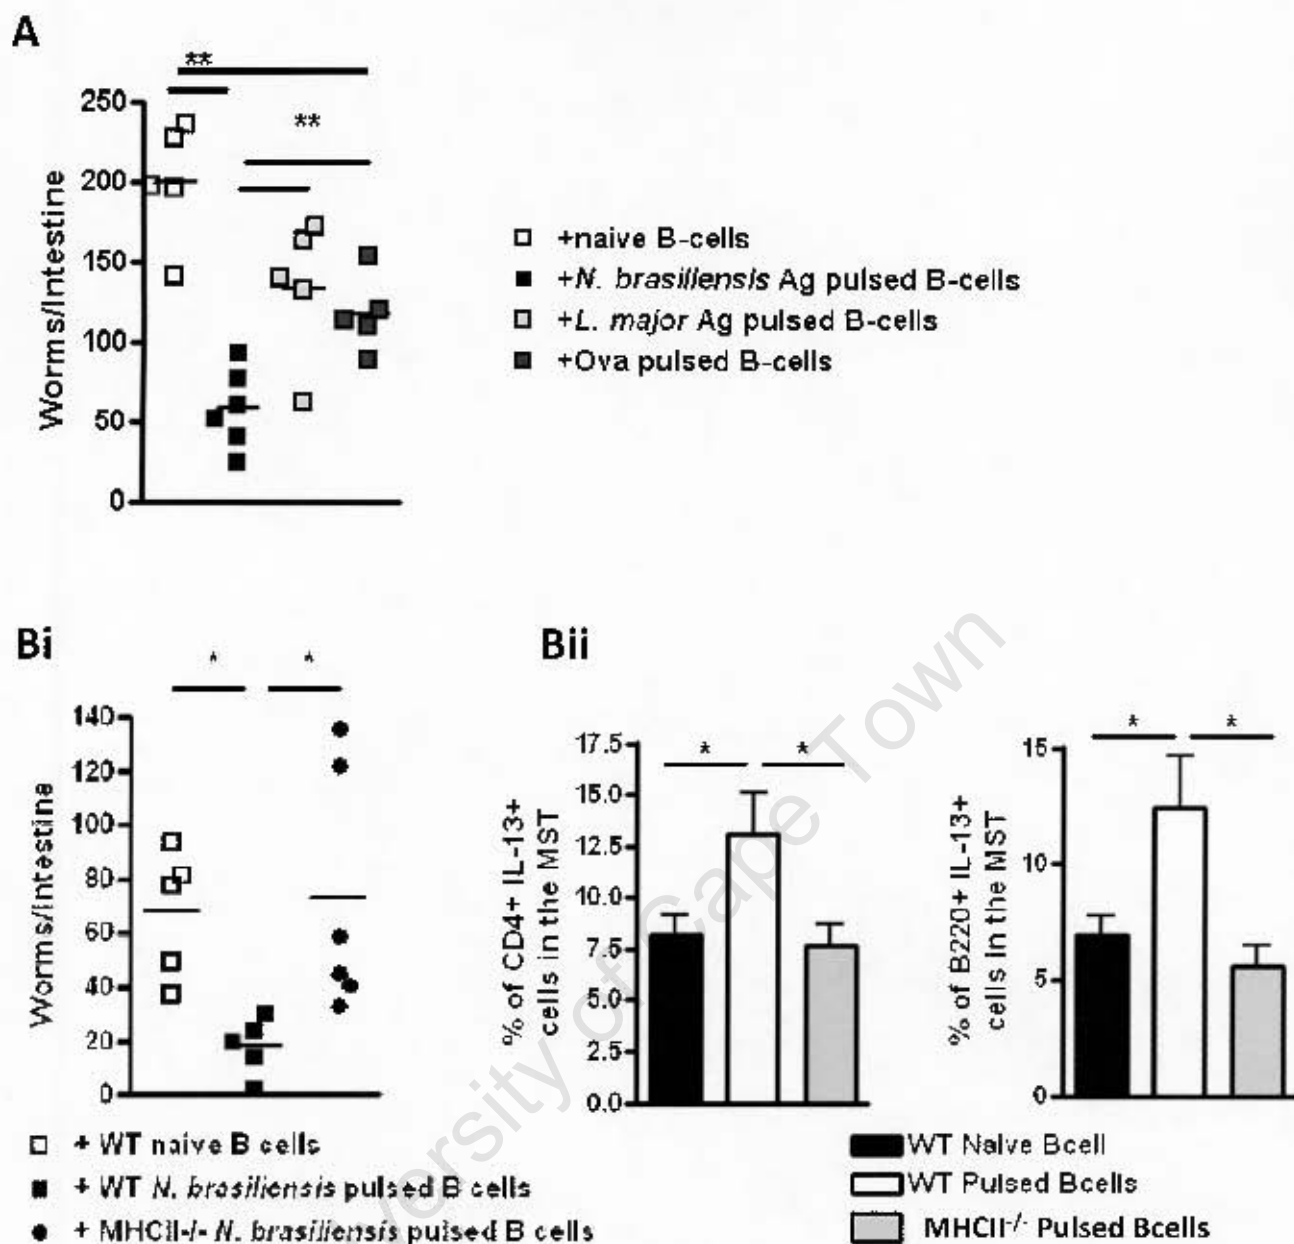 A
**
**
250
200
150
100
50
0
Worms/Intestine
+naive B-cells
+N. brasiliensis Ag pulsed B-cells
+L. major Ag pulsed B-cells
+Ova pulsed B-cells
Bi
* *
140
120
100
80
60
40
20
0
Worms/Intestine
+ WT naive B cells
+ WT N. brasiliensis pulsed B cells
+ MHCII-/- N. brasiliensis pulsed B cells
Bii
* *
17.5
15.0
12.5
10.0
7.5
5.0
2.5
0.0
% of CD4+ IL-13+
cells in the MST
* *
15
10
5
0
% of B220+ IL-13+
cells in the MST
WT Naive Bcell
WT Pulsed Bcells
MHCII-/- Pulsed Bcells
versity of Cape Town